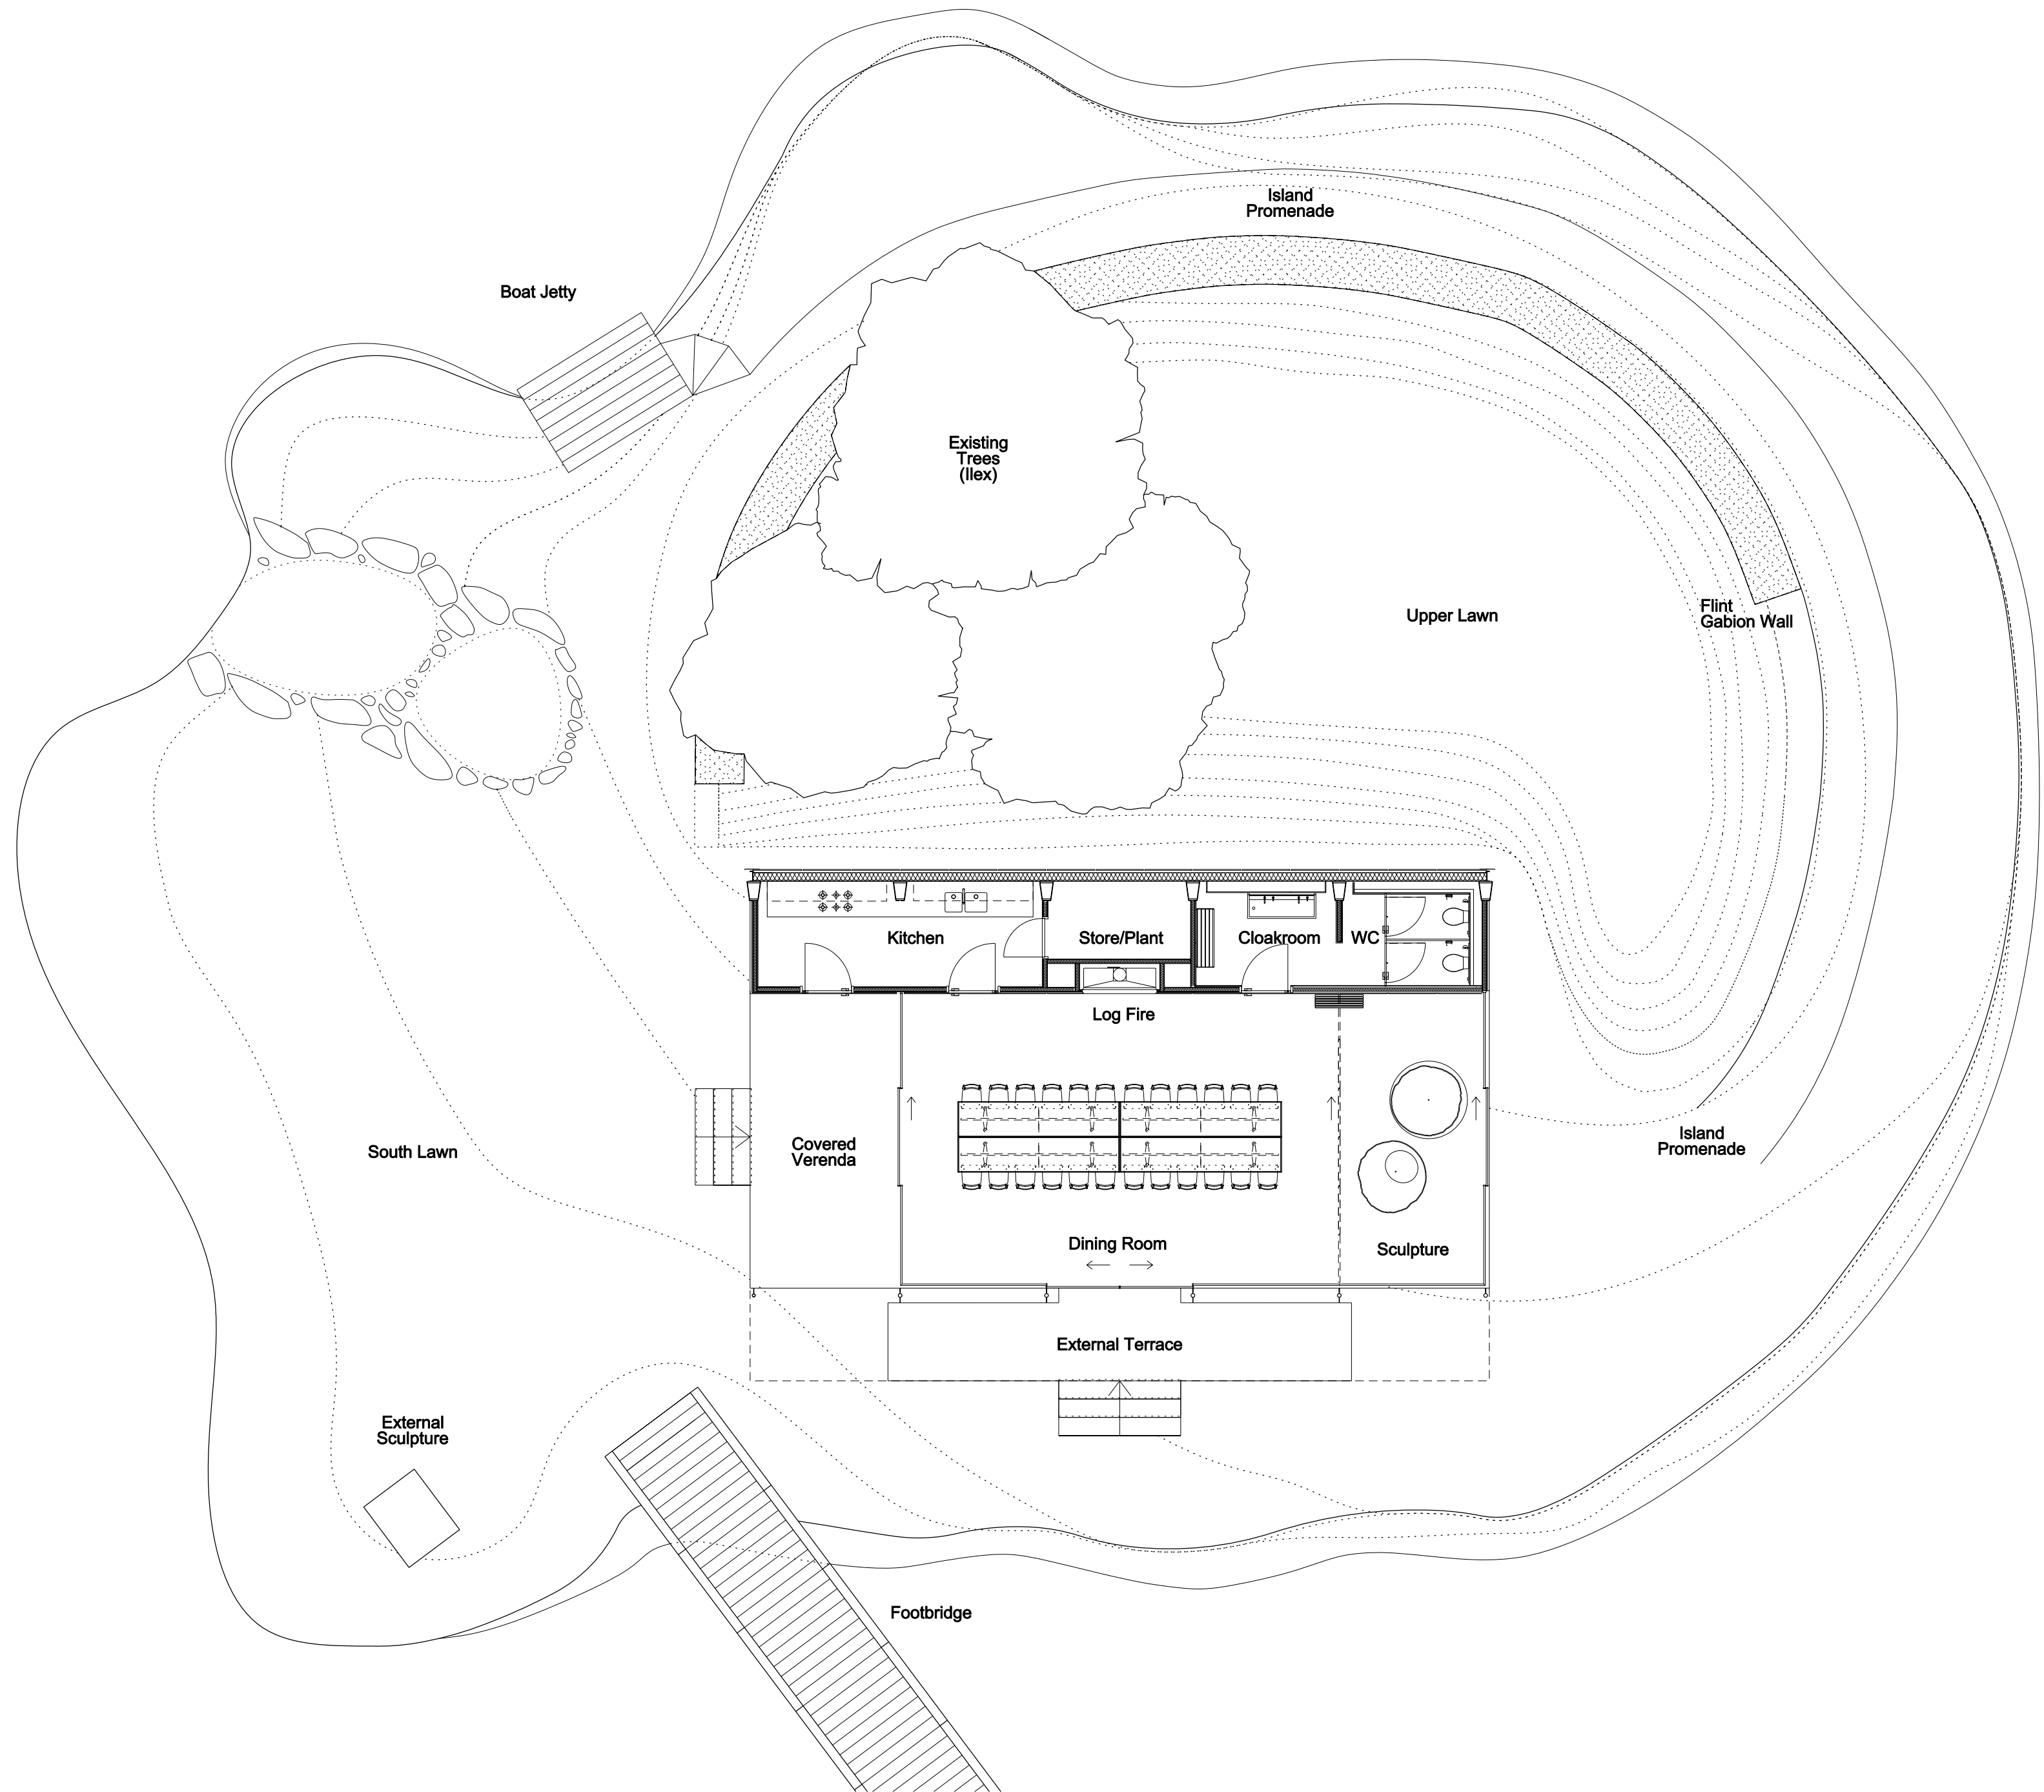 Island
Promenade
Boat Jetty
Existing
Trees
(Ilex)
Upper Lawn
Flint
Gabion Wall
Kitchen
Store/Plant
Cloakroom
WC
Log Fire
South Lawn
Covered
Verenda
Island
Promenade
Dining Room
Sculpture
External Terrace
External
Sculpture
Footbridge